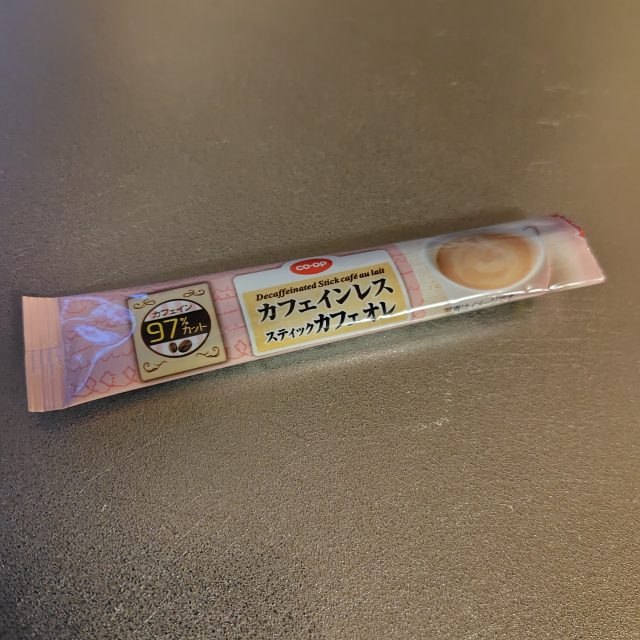 カフェイン
97%カット
CO-OP
Decaffeinated Stick café au lait
カフェインレス
スティックカフェオレ